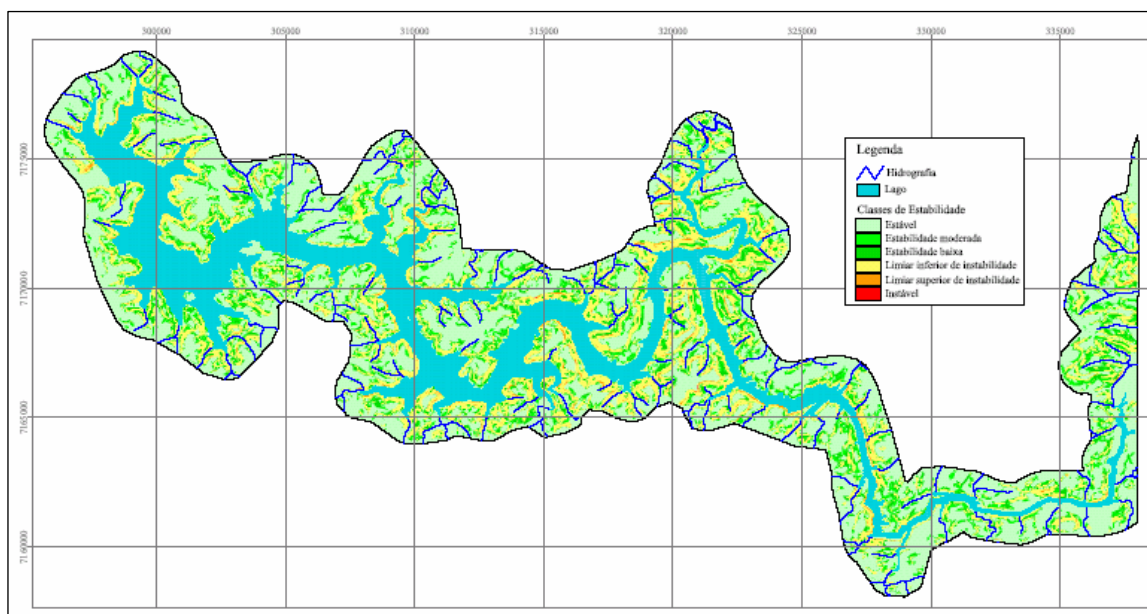 300000 305000 310000 315000 320000 325000 330000 335000
7175000
7170000
7165000
7160000
Legenda
Hidrografia
Lago
Classes de Estabilidade
Estável
Estabilidade moderada
Estabilidade baixa
Limiar inferior de instabilidade
Limiar superior de instabilidade
Instável